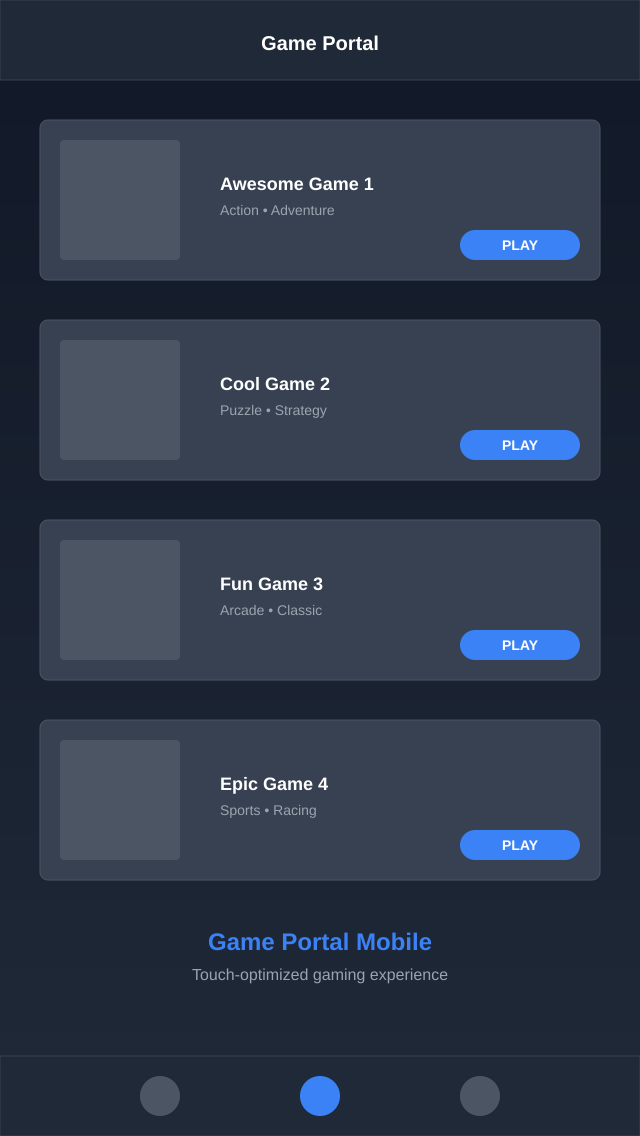 Game Portal
Awesome Game 1
Action • Adventure
PLAY
Cool Game 2
Puzzle • Strategy
PLAY
Fun Game 3
Arcade • Classic
PLAY
Epic Game 4
Sports • Racing
PLAY
Game Portal Mobile
Touch-optimized gaming experience